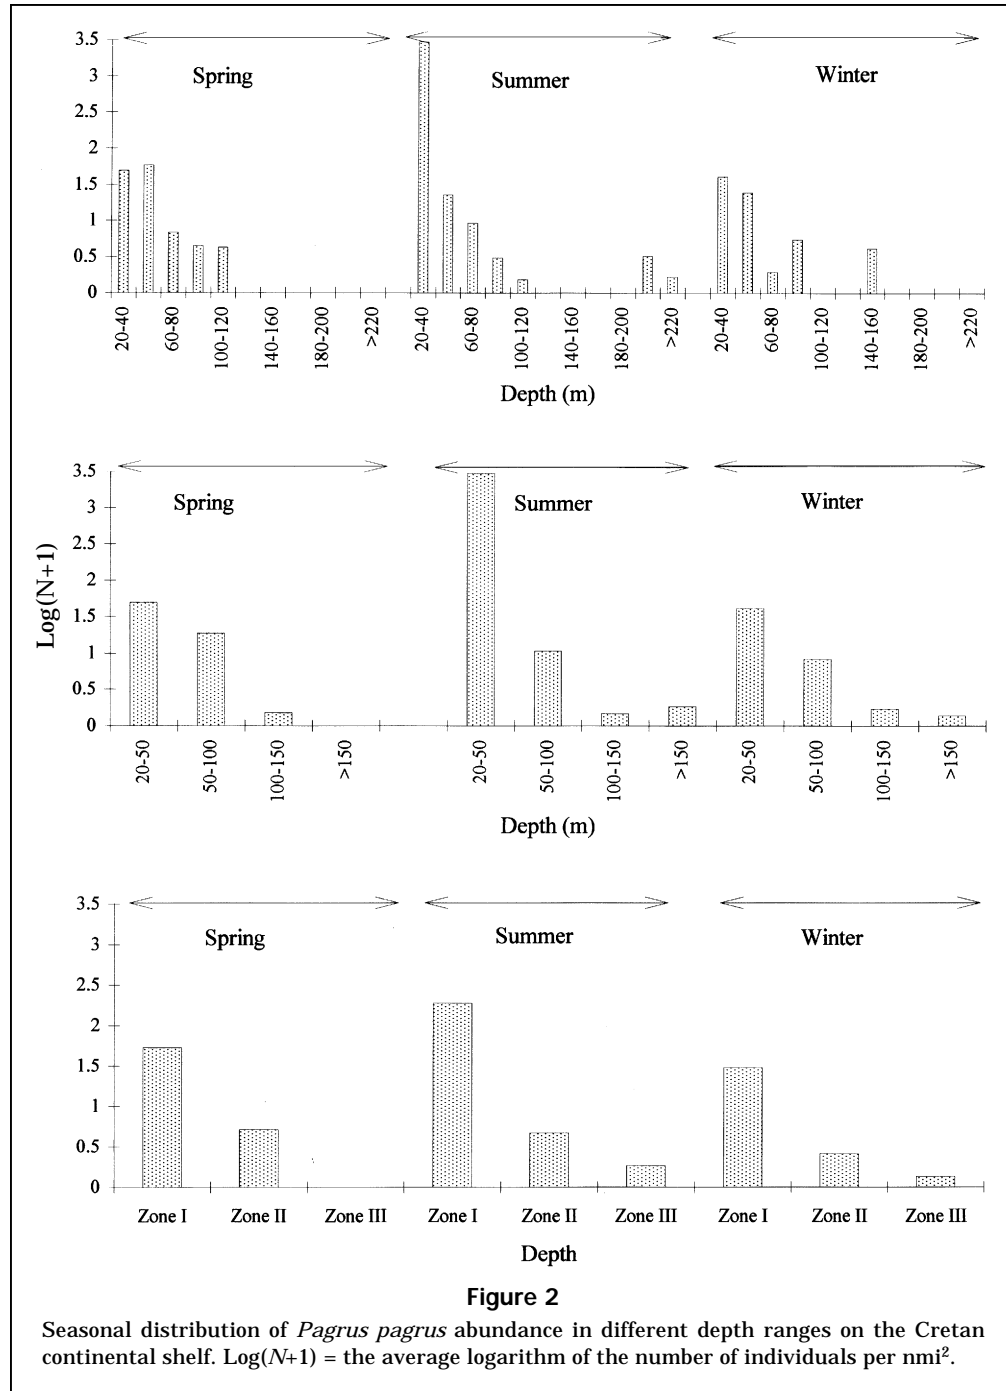 3.5
3
2.5
2
1.5
1
0.5
0
Spring
Summer
Winter
20-40
60-80
100-120
140-160
180-200
>220
20-40
60-80
100-120
140-160
180-200
>220
20-40
60-80
100-120
140-160
180-200
>220
Depth (m)
Log(N+1)
3.5
3
2.5
2
1.5
1
0.5
0
Spring
Summer
Winter
20-50
50-100
100-150
>150
20-50
50-100
100-150
>150
20-50
50-100
100-150
>150
Depth (m)
3.5
3
2.5
2
1.5
1
0.5
0
Spring
Summer
Winter
Zone I
Zone II
Zone III
Zone I
Zone II
Zone III
Zone I
Zone II
Zone III
Depth
Figure 2
Seasonal distribution of Pagrus pagrus abundance in different depth ranges on the Cretan
continental shelf. Log(N+1) = the average logarithm of the number of individuals per nmi².